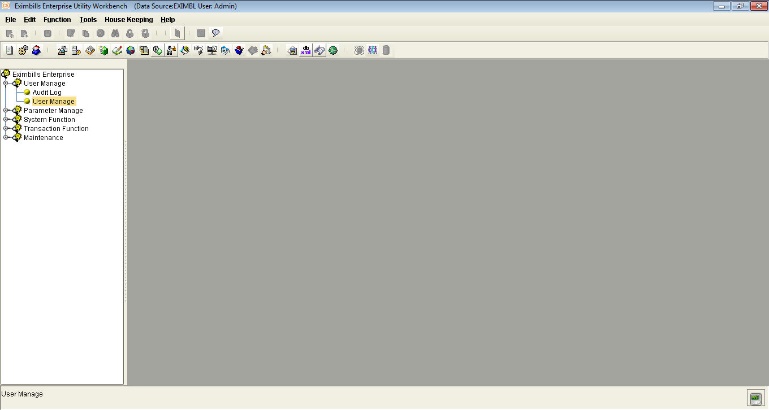 Eximbills Enterprise Utility Workbench (Data Source:EXIMBL User: Admin)
File Edit Function Tools House Keeping Help
Eximbills Enterprise
User Manage
Audit Log
User Manage
Parameter Manage
System Function
Transaction Function
Maintenance
User Manage